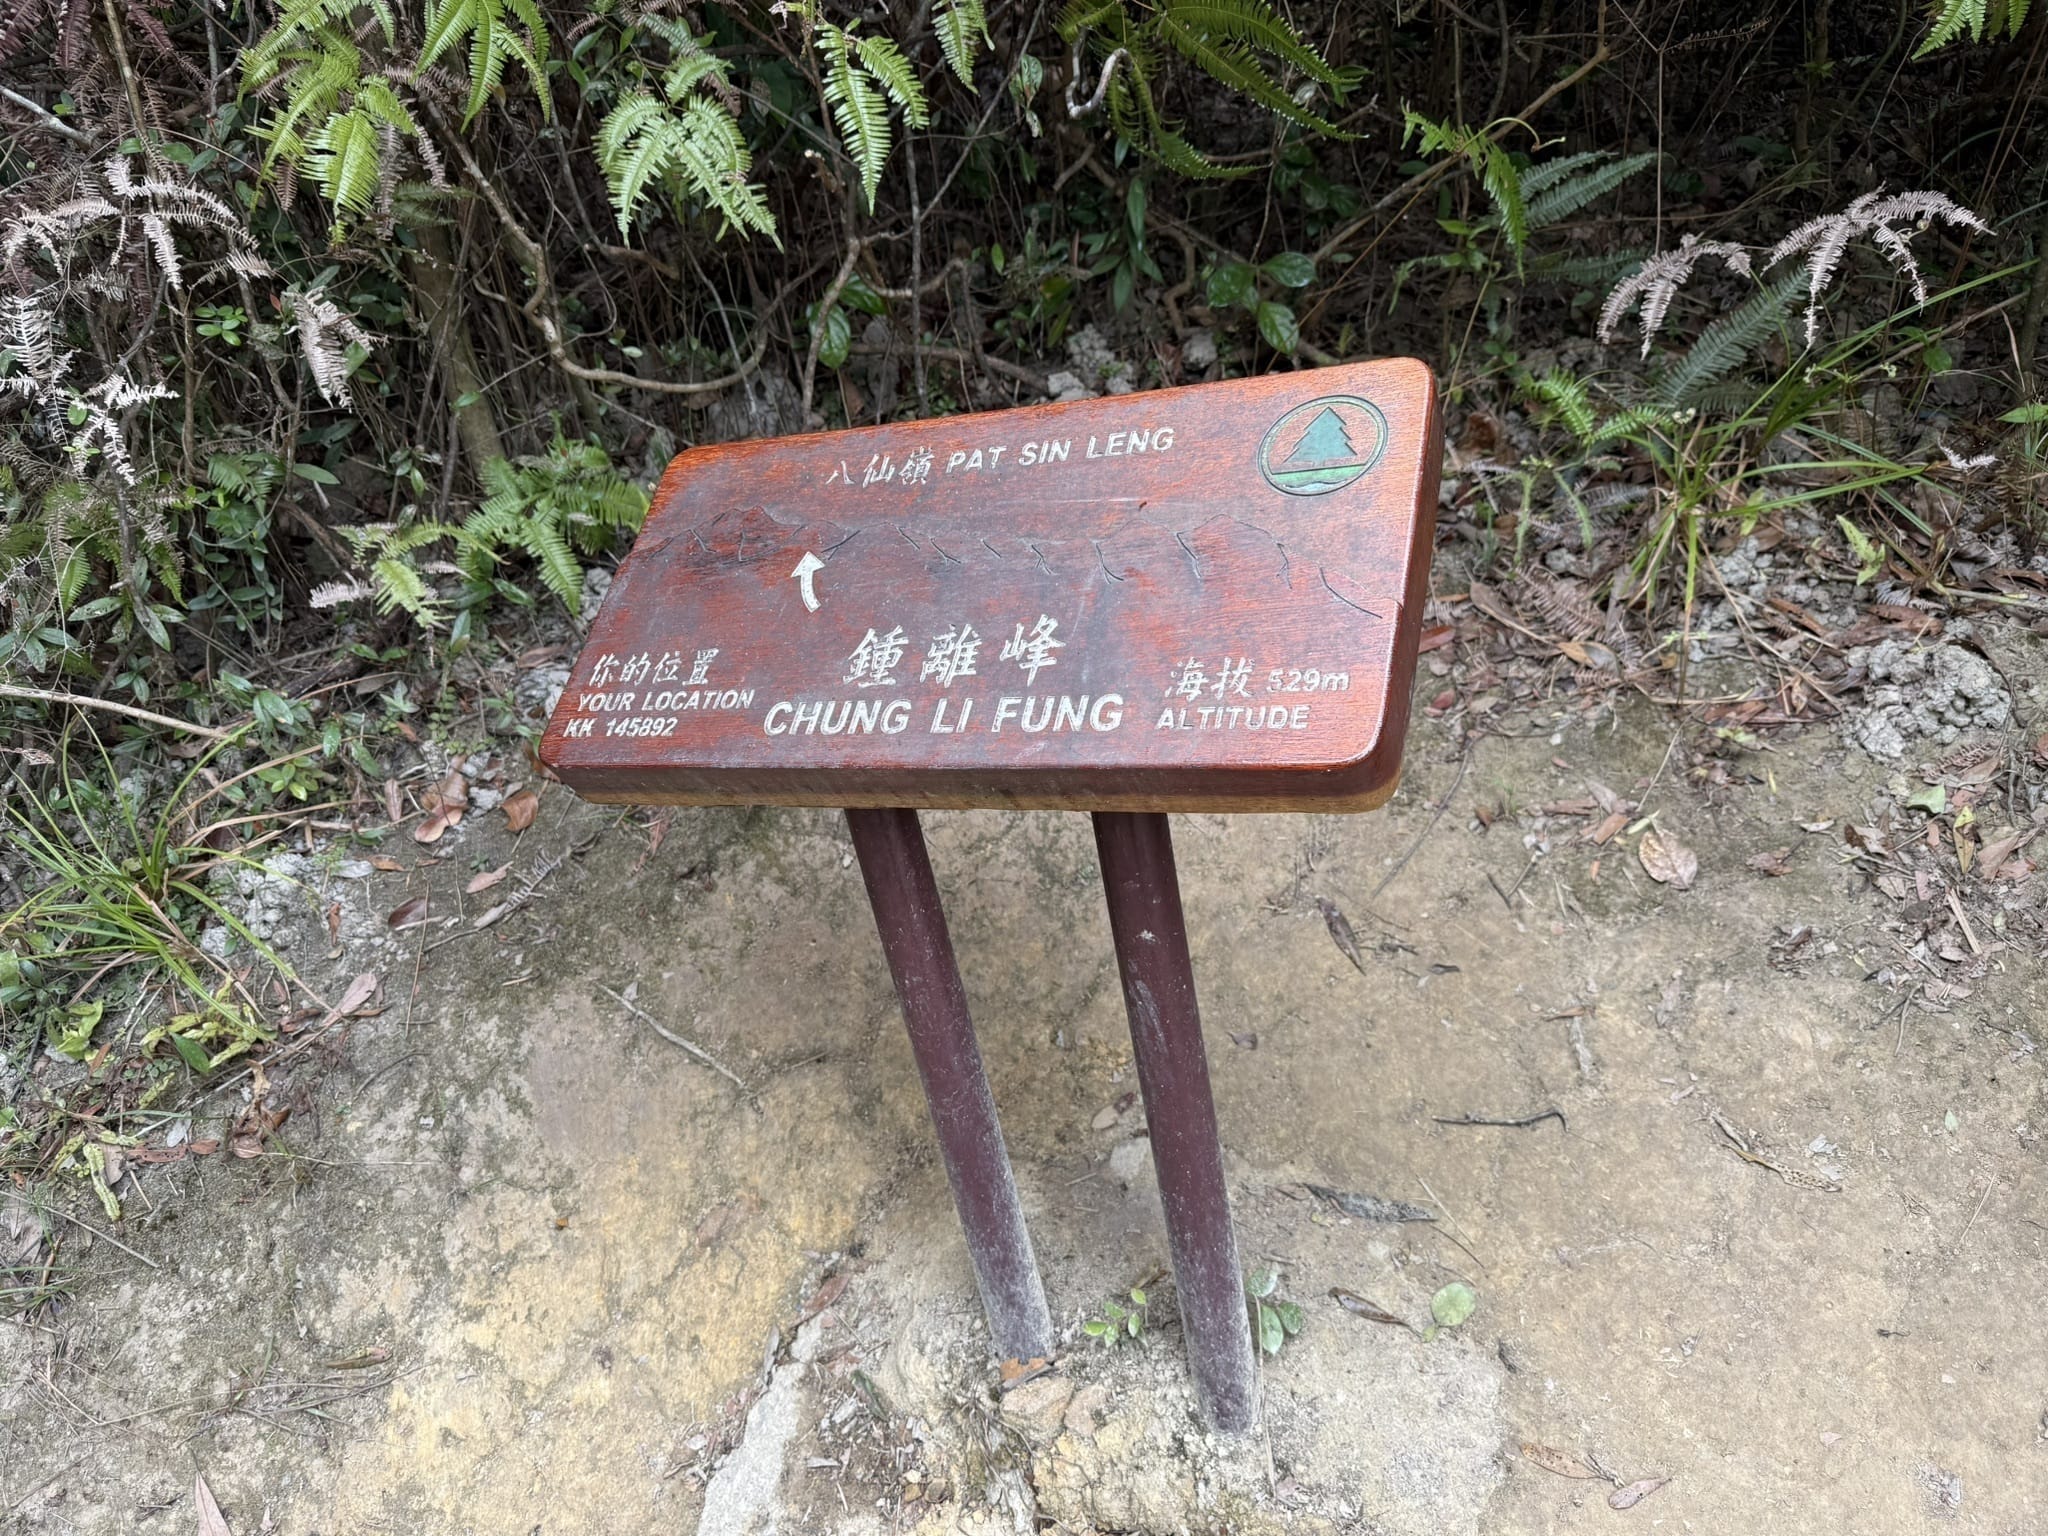 八仙嶺 PAT SIN LENG
鍾離峰
CHUNG LI FUNG
你的位置
YOUR LOCATION
KK 145892
海拔 529m
ALTITUDE